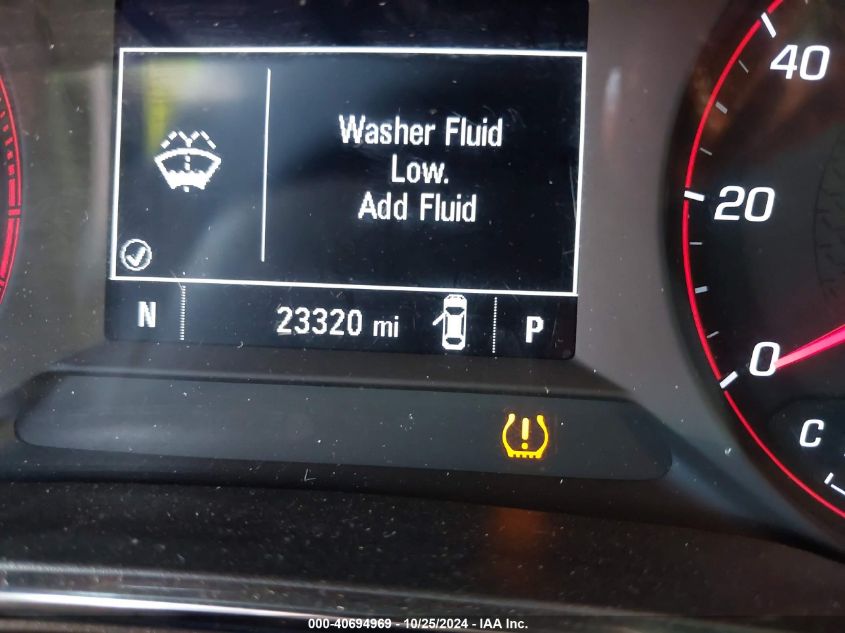 Washer Fluid
Low.
Add Fluid
N 23320 mi P
40
20
0
C
000-40694969 - 10/25/2024 - IAA Inc.